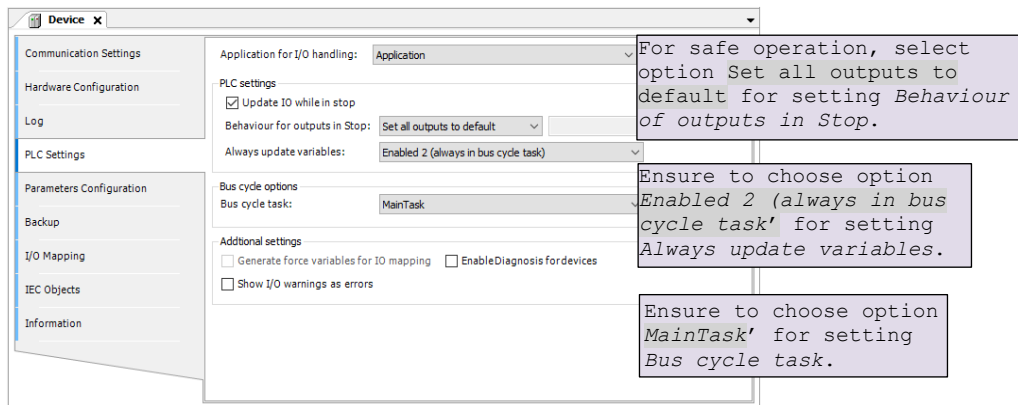 Device X
Communication Settings
Hardware Configuration
Log
PLC Settings
Parameters Configuration
Backup
I/O Mapping
IEC Objects
Information
Application for I/O handling: Application
PLC settings
Update IO while in stop
Behaviour for outputs in Stop: Set all outputs to default
Always update variables: Enabled 2 (always in bus cycle task)
Bus cycle options
Bus cycle task: MainTask
Addtional settings
Generate force variables for IO mapping EnableDiagnosis fordevices
Show I/O warnings as errors
For safe operation, select
option Set all outputs to
default for setting Behaviour
of outputs in Stop.
Ensure to choose option
Enabled 2 (always in bus
cycle task’ for setting
Always update variables.
Ensure to choose option
MainTask’ for setting
Bus cycle task.